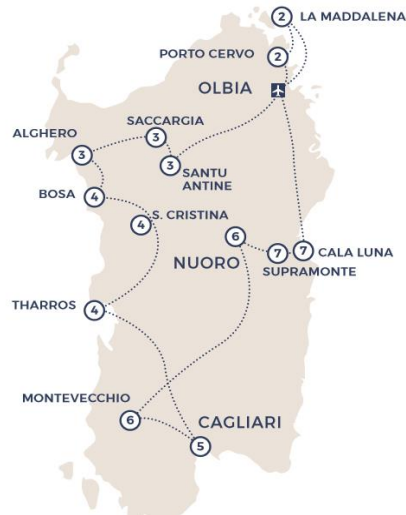 2 LA MADDALENA
PORTO CERVO 2
OLBIA
SACCARGIA
3
ALGHERO
3
3
SANTU
ANTINE
BOSA
4
4 S. CRISTINA
6
NUORO
7 7 CALA LUNA
SUPRAMONTE
THARROS 4
MONTEVECCHIO
6
CAGLIARI
5